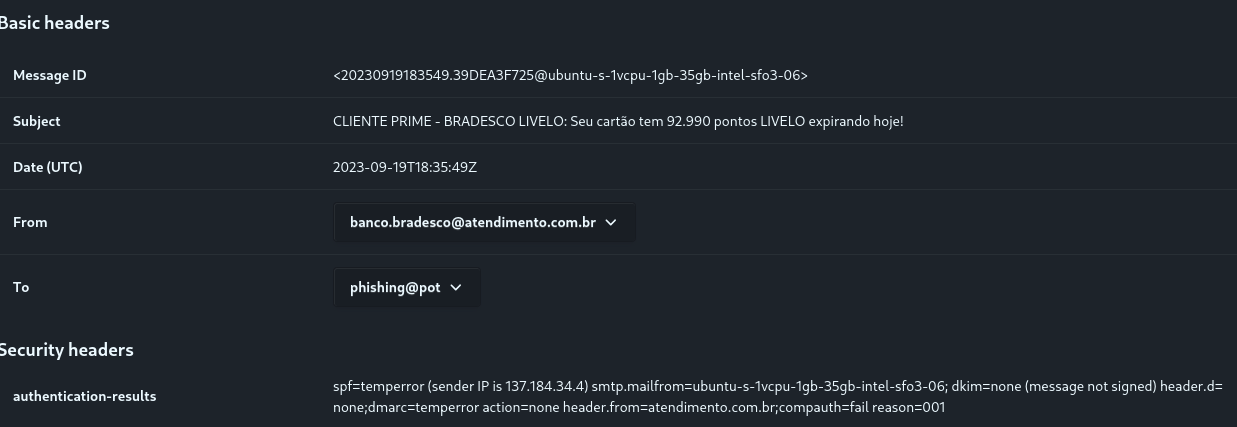 Basic headers
Message ID <20230919183549.39DEA3F725@ubuntu-s-1vcpu-1gb-35gb-intel-sfo3-06>
Subject CLIENTE PRIME - BRADESCO LIVELO: Seu cartão tem 92.990 pontos LIVELO expirando hoje!
Date (UTC) 2023-09-19T18:35:49Z
From banco.bradesco@atendimento.com.br
To phishing@pot
Security headers
authentication-results spf=temperror (sender IP is 137.184.34.4) smtp.mailfrom=ubuntu-s-1vcpu-1gb-35gb-intel-sfo3-06; dkim=none (message not signed) header.d=
none;dmarc=temperror action=none header.from=atendimento.com.br;compauth=fail reason=001